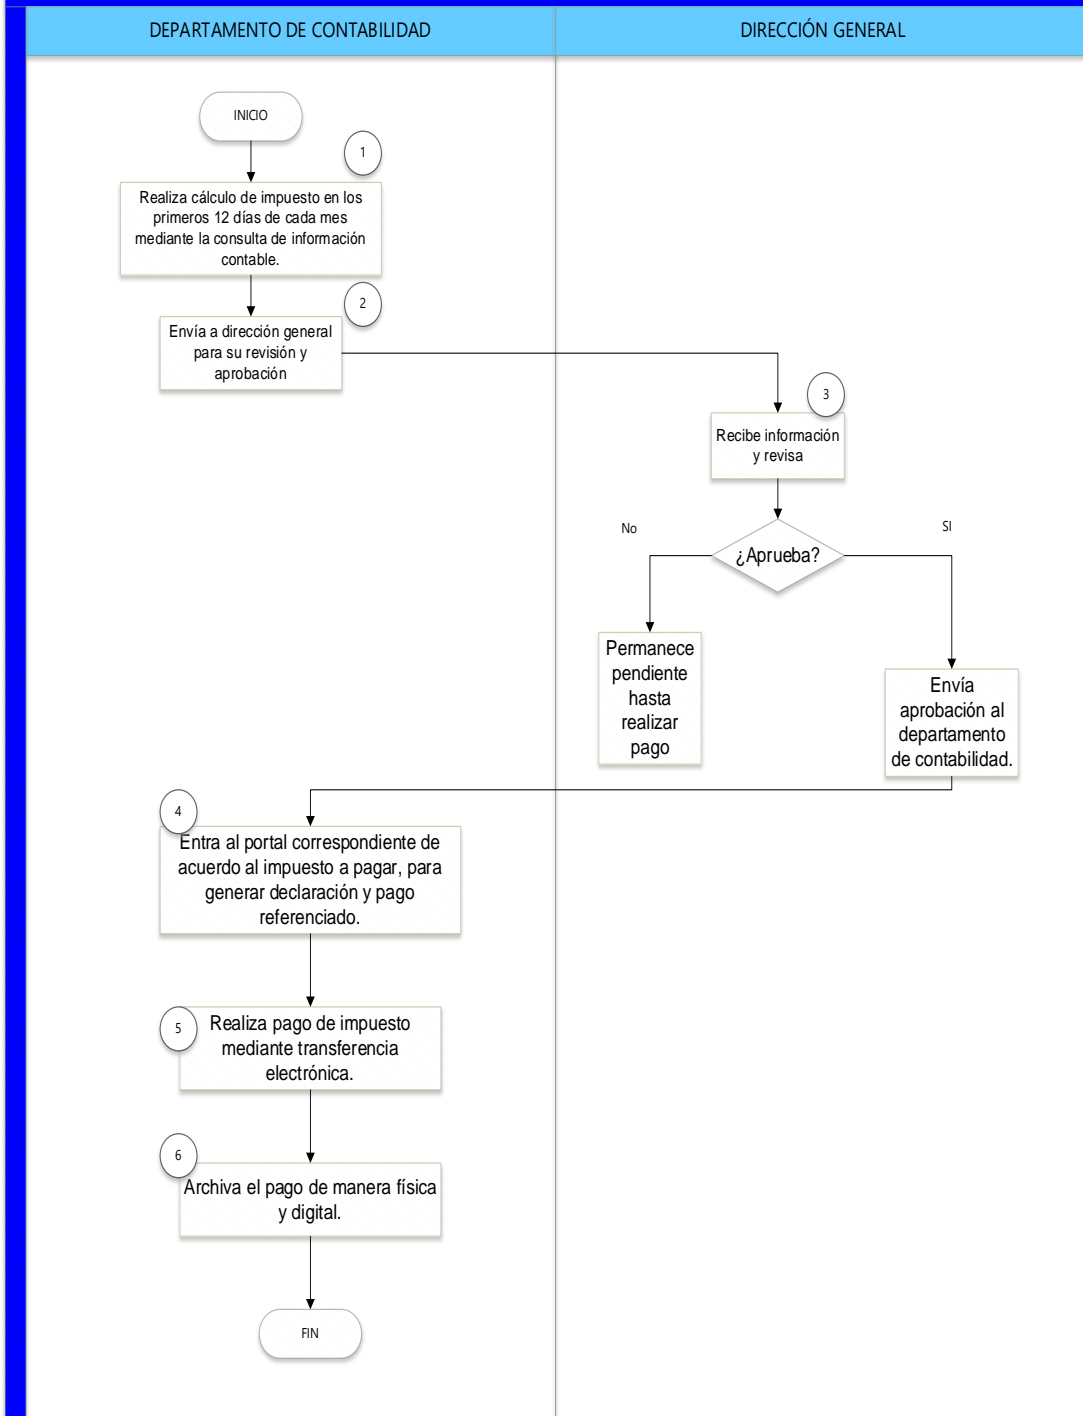 DEPARTAMENTO DE CONTABILIDAD
DIRECCIÓN GENERAL
INICIO
1
Realiza cálculo de impuesto en los
primeros 12 días de cada mes
mediante la consulta de información
contable.
2
Envía a dirección general
para su revisión y
aprobación
3
Recibe información
y revisa
No
SI
¿Aprueba?
Permanece
pendiente
hasta
realizar
pago
Envía
aprobación al
departamento
de contabilidad.
4
Entra al portal correspondiente de
acuerdo al impuesto a pagar, para
generar declaración y pago
referenciado.
5
Realiza pago de impuesto
mediante transferencia
electrónica.
6
Archiva el pago de manera física
y digital.
FIN